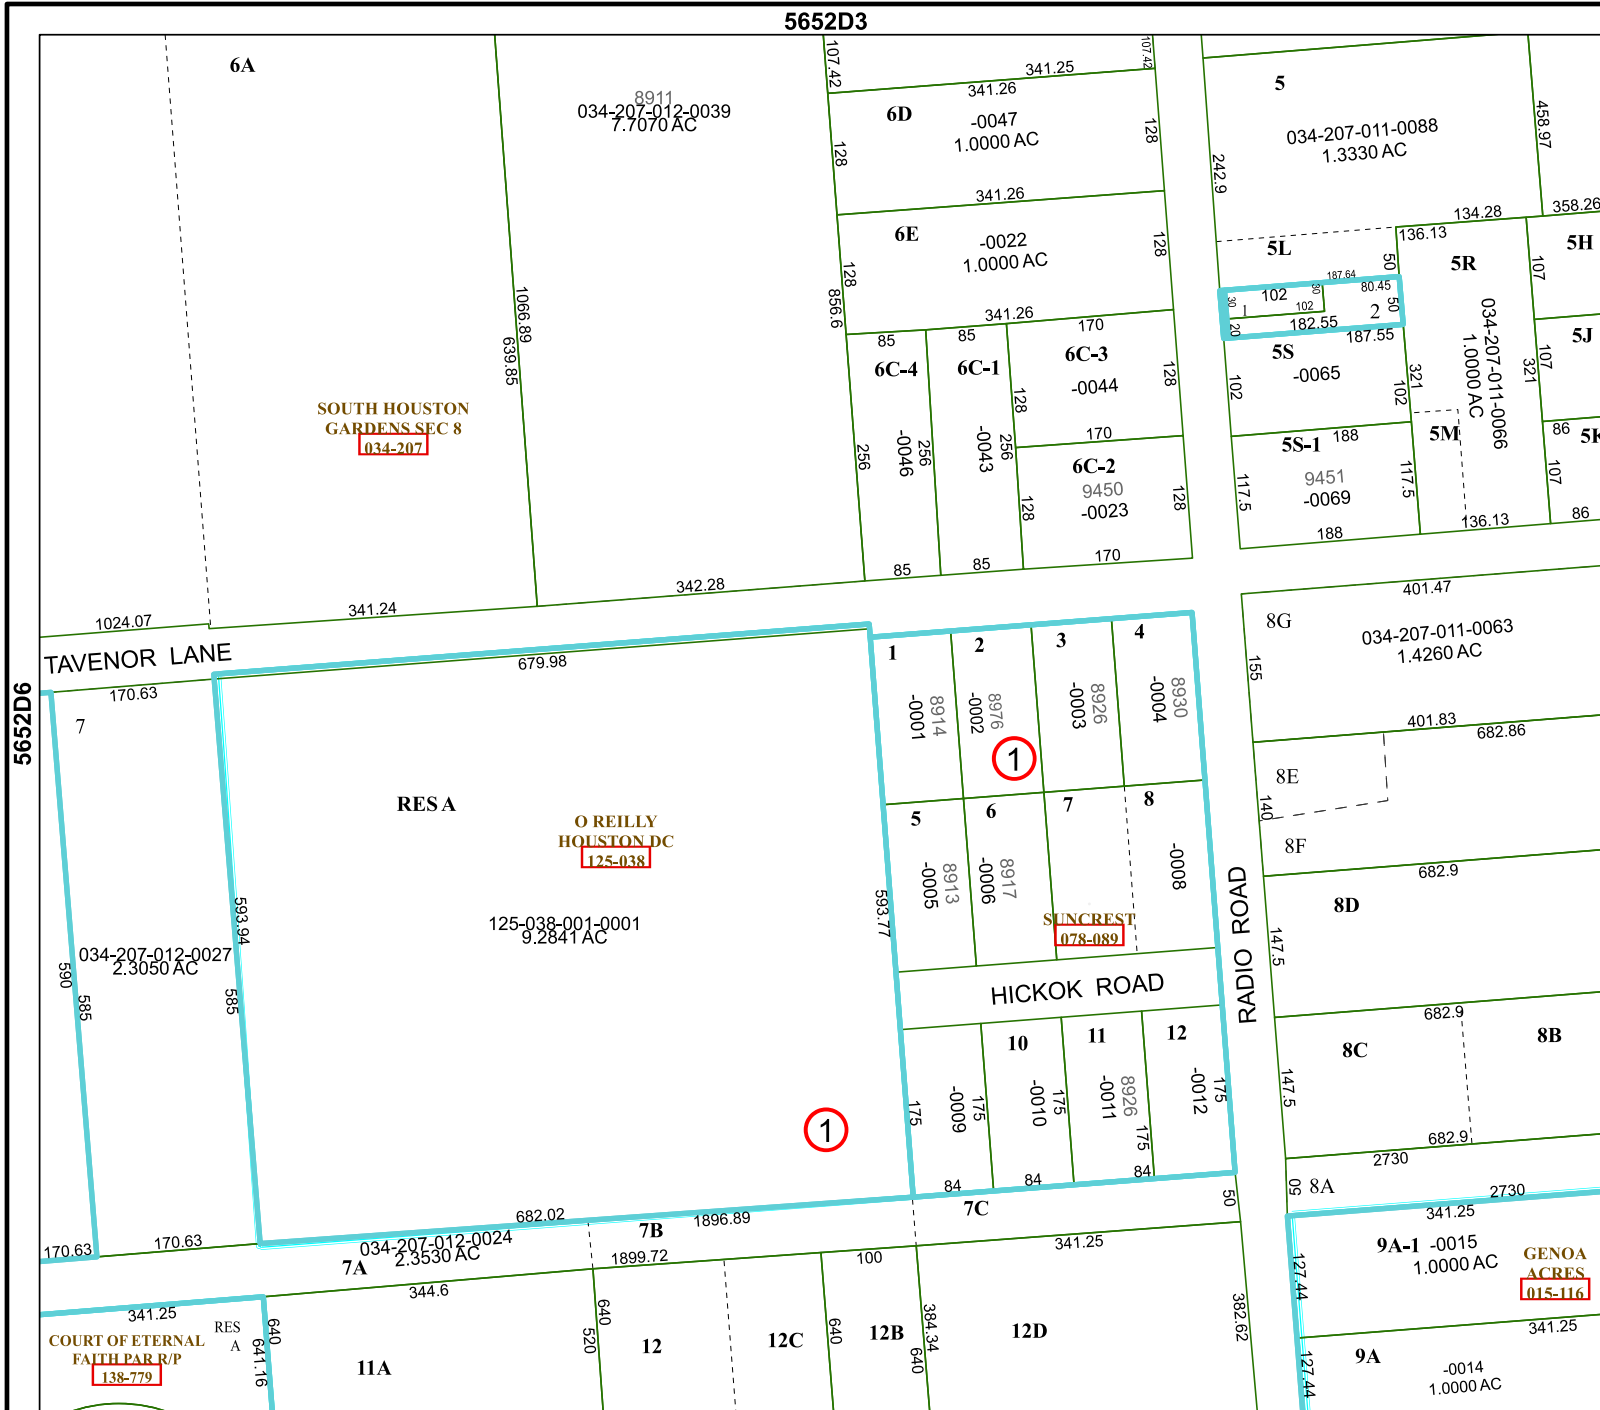 5652D3
5652D6
6A
8911
034-207-012-0039
7.7070 AC
107.42
107.42
341.25
341.26
6D
-0047
1.0000 AC
128
128
341.26
6E
-0022
1.0000 AC
128
128
856.6
341.26
1066.89
639.85
85
85
170
6C-4
6C-1
6C-3
-0044
128
128
-0046
256
256
-0043
256
170
6C-2
9450
-0023
128
128
85
85
170
SOUTH HOUSTON
GARDENS SEC 8
034-207
5
034-207-011-0088
1.3330 AC
458.97
242.9
134.28
358.26
136.13
5L
5R
5H
50
107
187.64
80.45
30
102
30
102
1
2
50
20
182.55
187.55
034-207-011-0066
1.0000 AC
5S
-0065
102
102
321
321
107
5J
5S-1
188
5M
86
9451
-0069
117.5
117.5
107
188
136.13
86
1024.07
341.24
342.28
TAVENOR LANE
679.98
170.63
7
401.47
8G
034-207-011-0063
1.4260 AC
155
401.83
682.86
1
2
3
4
-0001
8914
-0002
8976
-0003
8926
-0004
8930
1
RES A
O REILLY
HOUSTON DC
125-038
125-038-001-0001
9.2841 AC
593.94
593.77
585
585
590
034-207-012-0027
2.3050 AC
5
6
7
8
-0005
8913
-0006
8917
-0008
SUNCREST
078-089
HICKOK ROAD
RADIO ROAD
8E
140
8F
682.9
8D
147.5
682.9
8C
8B
147.5
682.9
2730
10
11
12
175
-0009
175
-0010
175
-0011
8926
175
-0012
175
84
84
84
1
50
50
8A
2730
341.25
9A-1
-0015
1.0000 AC
127.44
GENOA
ACRES
015-116
341.25
9A
-0014
1.0000 AC
127.44
170.63
170.63
682.02
7B
1896.89
7C
034-207-012-0024
2.3530 AC
7A
1899.72
100
341.25
344.6
341.25
RES
A
640
641.16
COURT OF ETERNAL
FAITH PAR R/P
138-779
11A
640
520
12
12C
640
12B
384.34
640
12D
382.62